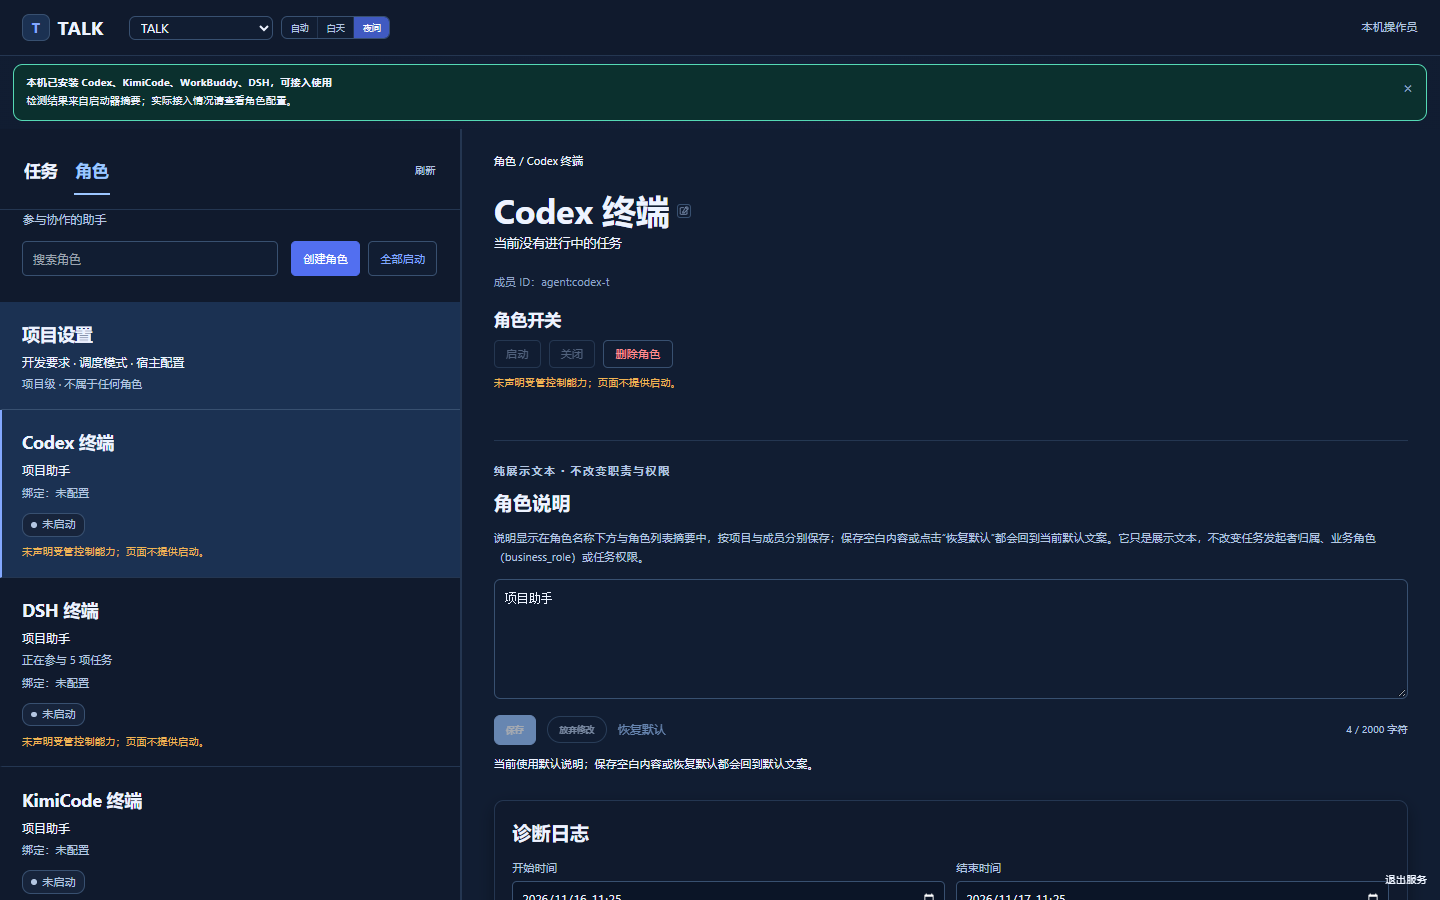 T TALK TALK 自动 白天 夜间 本机操作员
本机已安装 Codex、KimiCode、WorkBuddy、DSH，可接入使用
检测结果来自启动器摘要；实际接入情况请查看角色配置。
×
任务 角色 刷新
参与协作的助手
搜索角色 创建角色 全部启动
项目设置
开发要求 · 调度模式 · 宿主配置
项目级 · 不属于任何角色
Codex 终端
项目助手
绑定：未配置
未启动
未声明受管控制能力；页面不提供启动。
DSH 终端
项目助手
正在参与 5 项任务
绑定：未配置
未启动
未声明受管控制能力；页面不提供启动。
KimiCode 终端
项目助手
绑定：未配置
未启动
角色 / Codex 终端
Codex 终端
当前没有进行中的任务
成员 ID：agent:codex-t
角色开关
启动 关闭 删除角色
未声明受管控制能力；页面不提供启动。
纯展示文本 · 不改变职责与权限
角色说明
说明显示在角色名称下方与角色列表摘要中，按项目与成员分别保存；保存空白内容或点击“恢复默认”都会回到当前默认文案。它只是展示文本，不改变任务发起者归属、业务角色
（business_role）或任务权限。
项目助手
保存 放弃修改 恢复默认 4 / 2000 字符
当前使用默认说明；保存空白内容或恢复默认都会回到默认文案。
诊断日志
开始时间 结束时间
2026/11/16 11:25 2026/11/17 11:25
退出服务